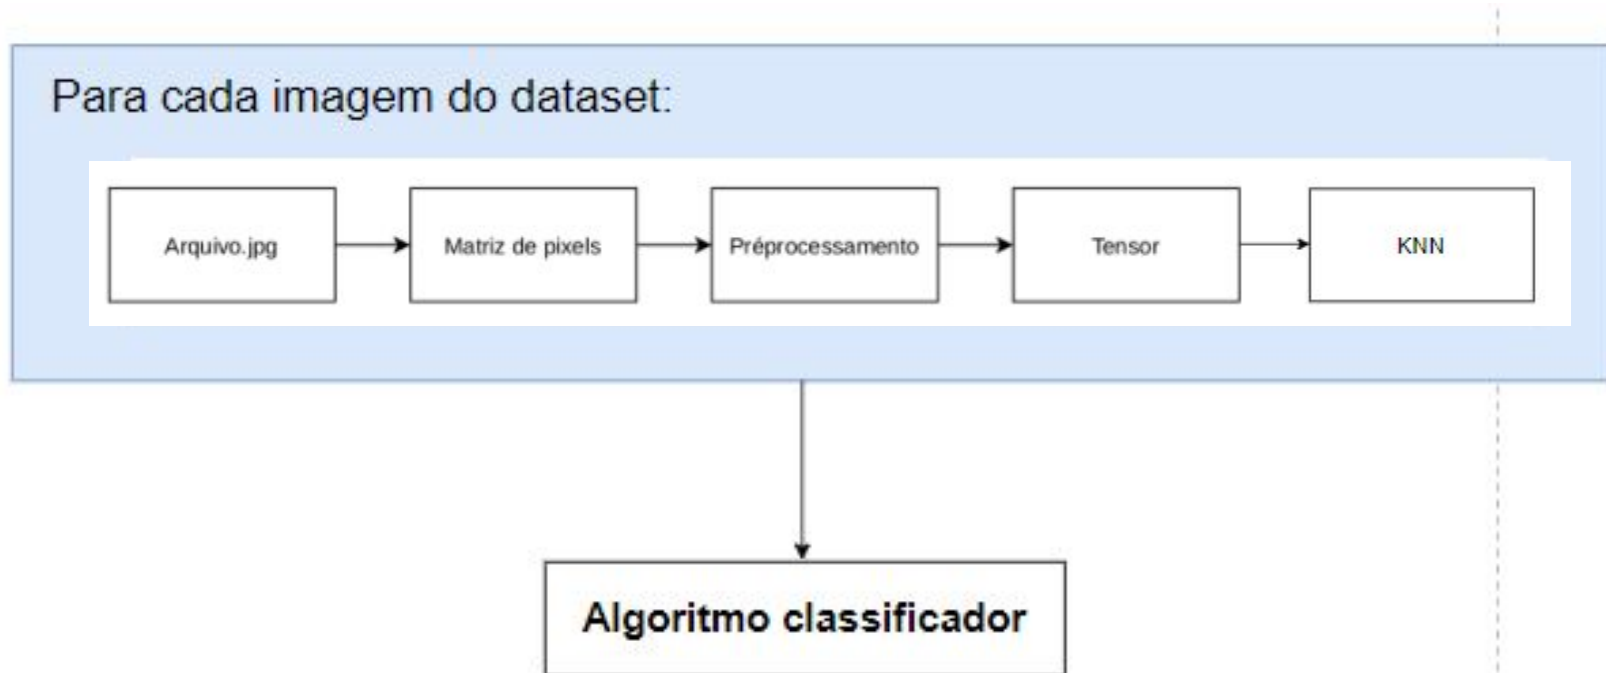 Para cada imagem do dataset:
Arquivo.jpg
Matriz de pixels
Préprocessamento
Tensor
KNN
Algoritmo classificador